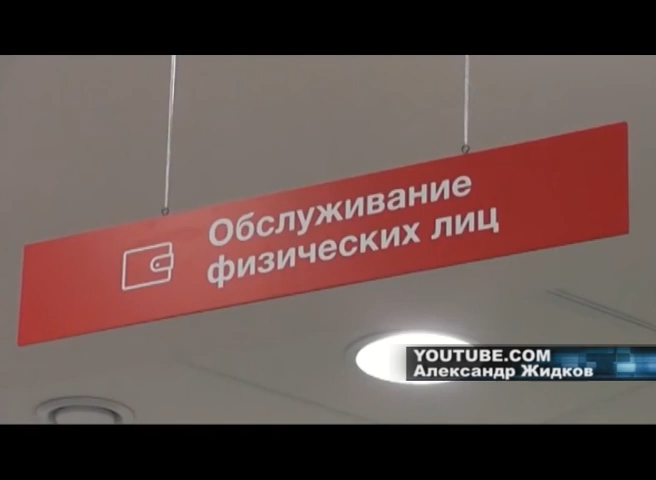 Обслуживание
физических лиц
YOUTUBE.COM
Александр Жидков